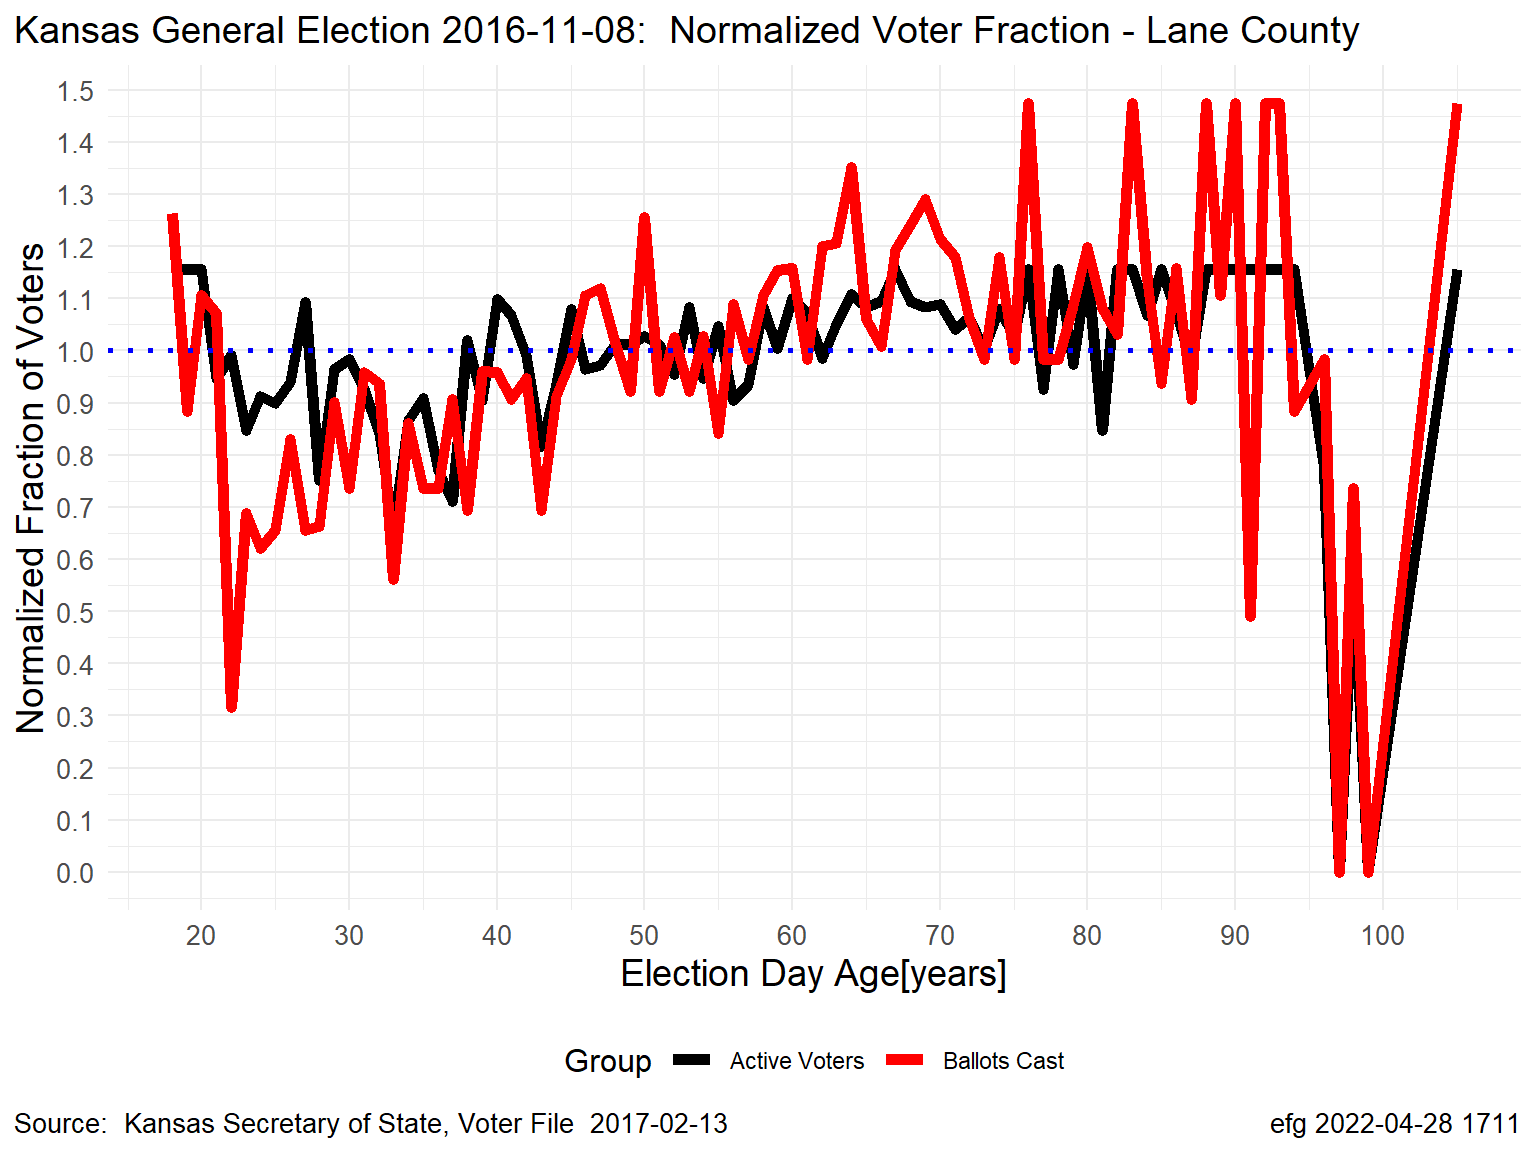 Kansas General Election 2016-11-08:  Normalized Voter Fraction - Lane County
Normalized Fraction of Voters
1.5
1.4
1.3
1.2
1.1
1.0
0.9
0.8
0.7
0.6
0.5
0.4
0.3
0.2
0.1
0.0
20 30 40 50 60 70 80 90 100
Election Day Age[years]
Group Active Voters Ballots Cast
Source:  Kansas Secretary of State, Voter File  2017-02-13 efg 2022-04-28 1711